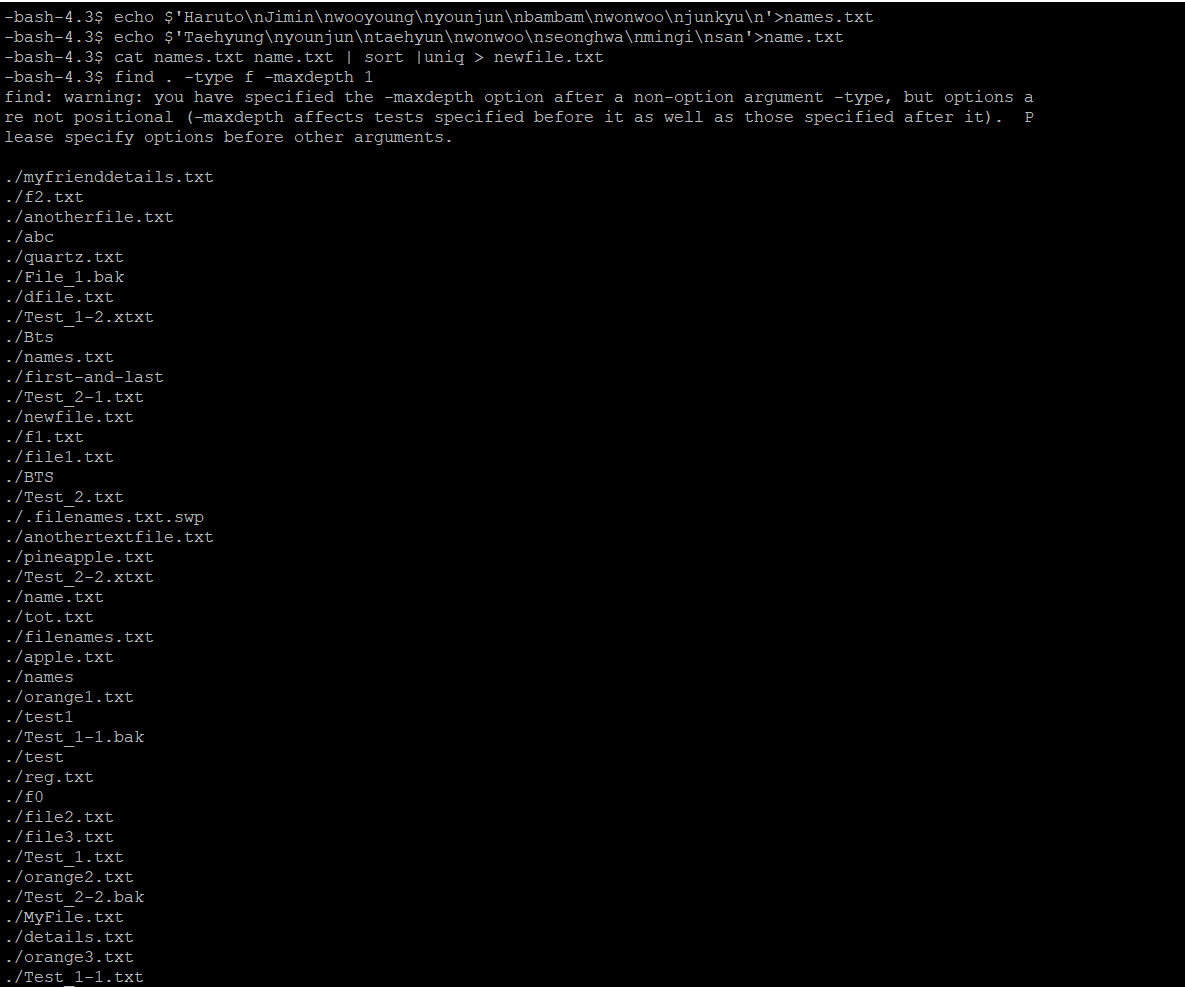 -bash-4.3$ echo $'Haruto\nJimin\nwooyoung\nyounjun\nbambam\nwonwoo\njunkyu\n'>names.txt
-bash-4.3$ echo $'Taehyung\nyounjun\ntaehyun\nwonwoo\nseonghwa\nmingi\nsan'>name.txt
-bash-4.3$ cat names.txt name.txt | sort |uniq > newfile.txt
-bash-4.3$ find . -type f -maxdepth 1
find: warning: you have specified the -maxdepth option after a non-option argument -type, but options a
re not positional (-maxdepth affects tests specified before it as well as those specified after it).  P
lease specify options before other arguments.

./myfrienddetails.txt
./f2.txt
./anotherfile.txt
./abc
./quartz.txt
./File_1.bak
./dfile.txt
./Test_1-2.xtxt
./Bts
./names.txt
./first-and-last
./Test_2-1.txt
./newfile.txt
./f1.txt
./file1.txt
./BTS
./Test_2.txt
./.filenames.txt.swp
./anothertextfile.txt
./pineapple.txt
./Test_2-2.xtxt
./name.txt
./tot.txt
./filenames.txt
./apple.txt
./names
./orange1.txt
./test1
./Test_1-1.bak
./test
./reg.txt
./f0
./file2.txt
./file3.txt
./Test_1.txt
./orange2.txt
./Test_2-2.bak
./MyFile.txt
./details.txt
./orange3.txt
./Test_1-1.txt